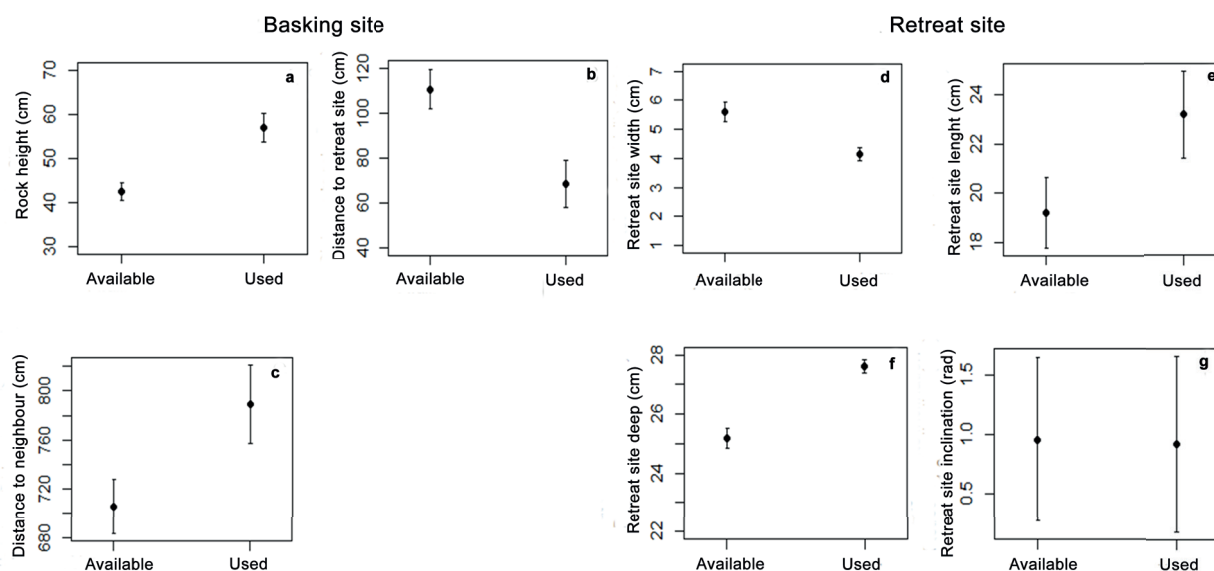 Basking site
Retreat site
Rock height (cm)
70
60
50
40
30
a
Available
Used
Distance to retreat site (cm)
120
100
80
60
40
b
Available
Used
Retreat site width (cm)
7
6
5
4
3
2
1
d
Available
Used
Retreat site lenght (cm)
24
22
20
18
e
Available
Used
Distance to neighbour (cm)
800
760
720
680
c
Available
Used
Retreat site deep (cm)
28
26
24
22
f
Available
Used
Retreat site inclination (rad)
1.5
1.0
0.5
g
Available
Used